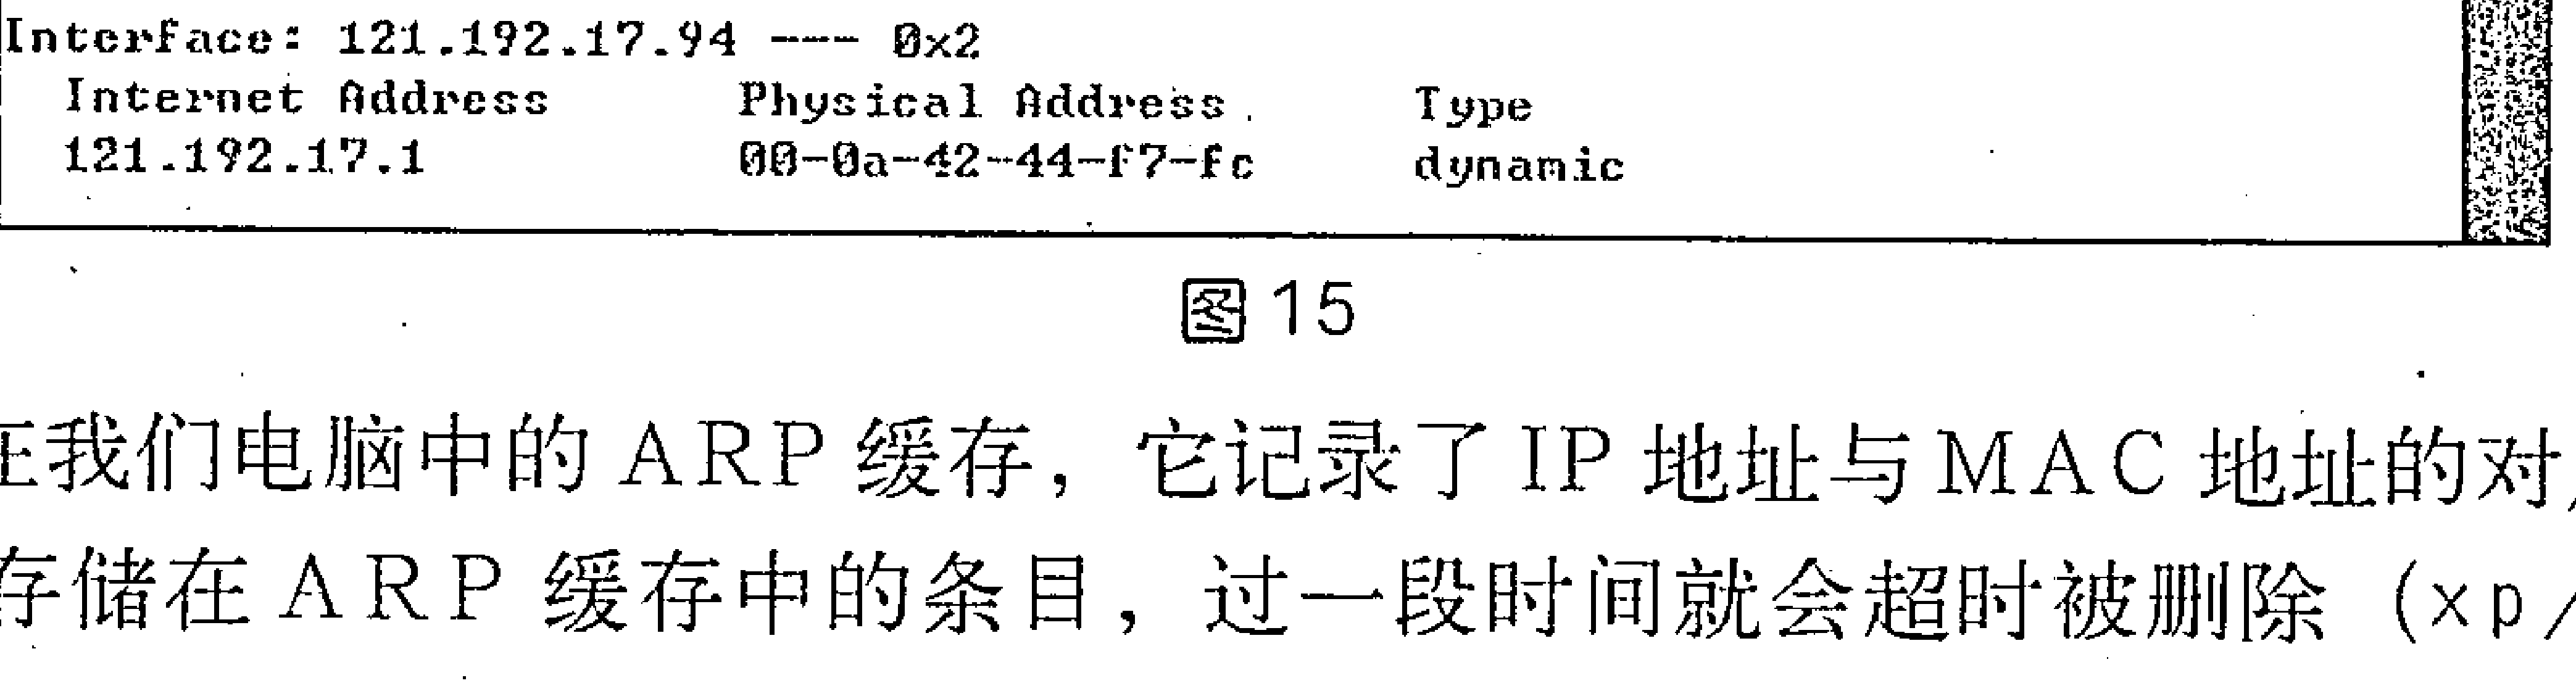 Interface: 121.192.17.94 --- 0x2
Internet Address Physical Address Type
121.192.17.1 00-0a-42-44-f7-fc dynamic
图 15
在我们电脑中的 ARP 缓存，它记录了 IP 地址与 MAC 地址的对
存储在 ARP 缓存中的条目，过一段时间就会超时被删除（xp/